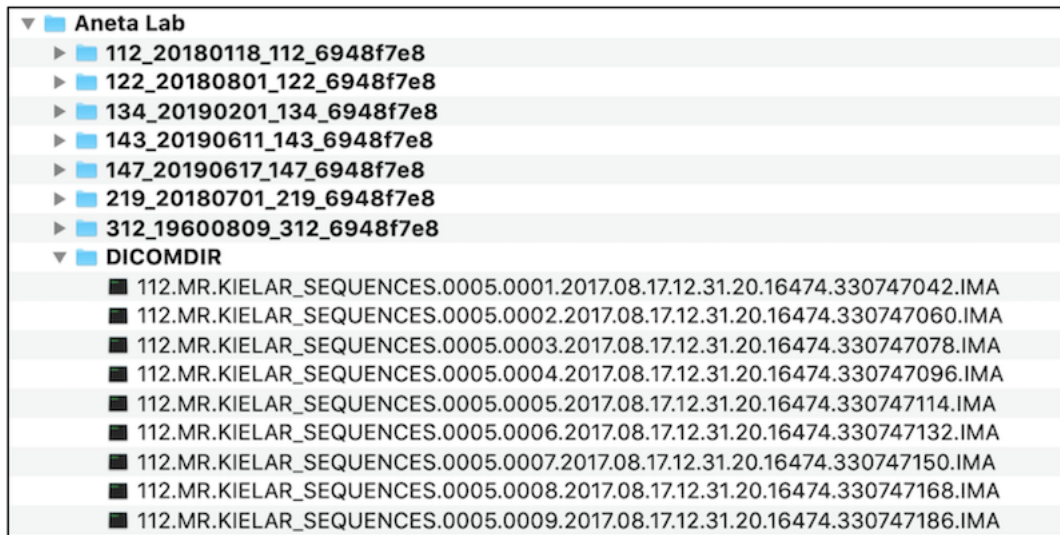 Aneta Lab
112_20180118_112_6948f7e8
122_20180801_122_6948f7e8
134_20190201_134_6948f7e8
143_20190611_143_6948f7e8
147_20190617_147_6948f7e8
219_20180701_219_6948f7e8
312_19600809_312_6948f7e8
DICOMDIR
112.MR.KIELAR_SEQUENCES.0005.0001.2017.08.17.12.31.20.16474.330747042.IMA
112.MR.KIELAR_SEQUENCES.0005.0002.2017.08.17.12.31.20.16474.330747060.IMA
112.MR.KIELAR_SEQUENCES.0005.0003.2017.08.17.12.31.20.16474.330747078.IMA
112.MR.KIELAR_SEQUENCES.0005.0004.2017.08.17.12.31.20.16474.330747096.IMA
112.MR.KIELAR_SEQUENCES.0005.0005.2017.08.17.12.31.20.16474.330747114.IMA
112.MR.KIELAR_SEQUENCES.0005.0006.2017.08.17.12.31.20.16474.330747132.IMA
112.MR.KIELAR_SEQUENCES.0005.0007.2017.08.17.12.31.20.16474.330747150.IMA
112.MR.KIELAR_SEQUENCES.0005.0008.2017.08.17.12.31.20.16474.330747168.IMA
112.MR.KIELAR_SEQUENCES.0005.0009.2017.08.17.12.31.20.16474.330747186.IMA